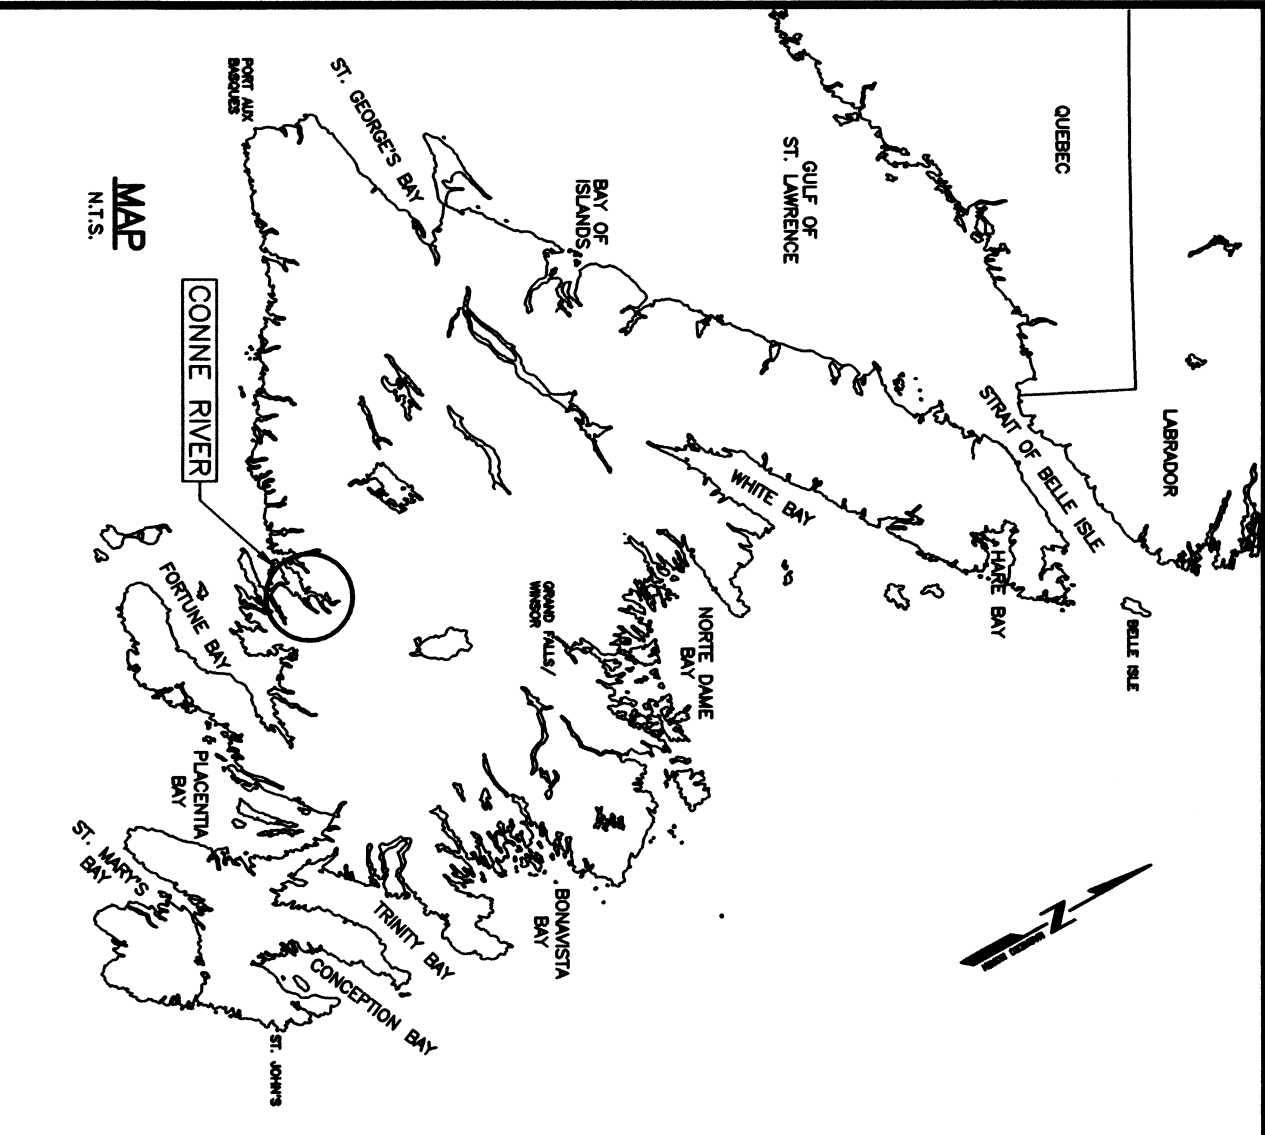 QUEBEC
LABRADOR
GULF OF
ST. LAWRENCE
STRAIT OF BELLE ISLE
BELLE ISLE
HARE BAY
WHITE BAY
BAY OF
ISLANDS
ST. GEORGE'S BAY
PORT AUX
BASQUES
NORTE DAME
BAY
GRAND FALLS/
WINSOR
BONAVISTA
BAY
TRINITY BAY
CONCEPTION BAY
ST. JOHN'S
ST. MARY'S
BAY
PLACENTIA
BAY
FORTUNE BAY
CONNE RIVER
MAP
N.T.S.
N